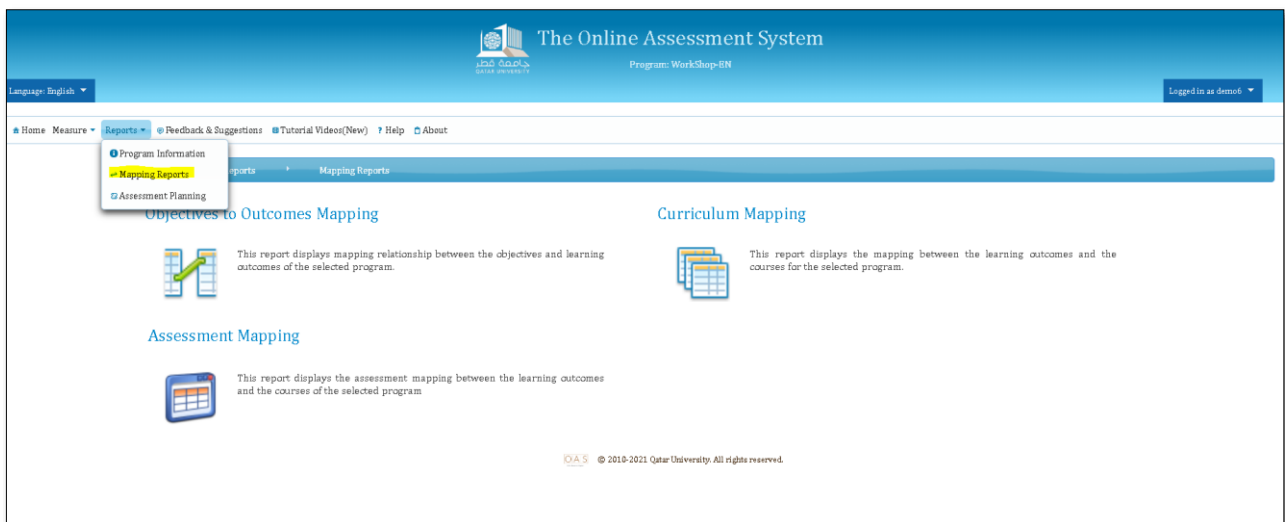 The Online Assessment System
جامعة قطر
QATAR UNIVERSITY
Program: WorkShop-EN
Language: English
Logged in as demo6
Home Measure Reports Feedback & Suggestions Tutorial Videos(New) ? Help About
Program Information
Mapping Reports
Assessment Planning
eports Mapping Reports
Objectives to Outcomes Mapping
This report displays mapping relationship between the objectives and learning
outcomes of the selected program.
Curriculum Mapping
This report displays the mapping between the learning outcomes and the
courses for the selected program.
Assessment Mapping
This report displays the assessment mapping between the learning outcomes
and the courses of the selected program
OAS © 2010-2021 Qatar University. All rights reserved.